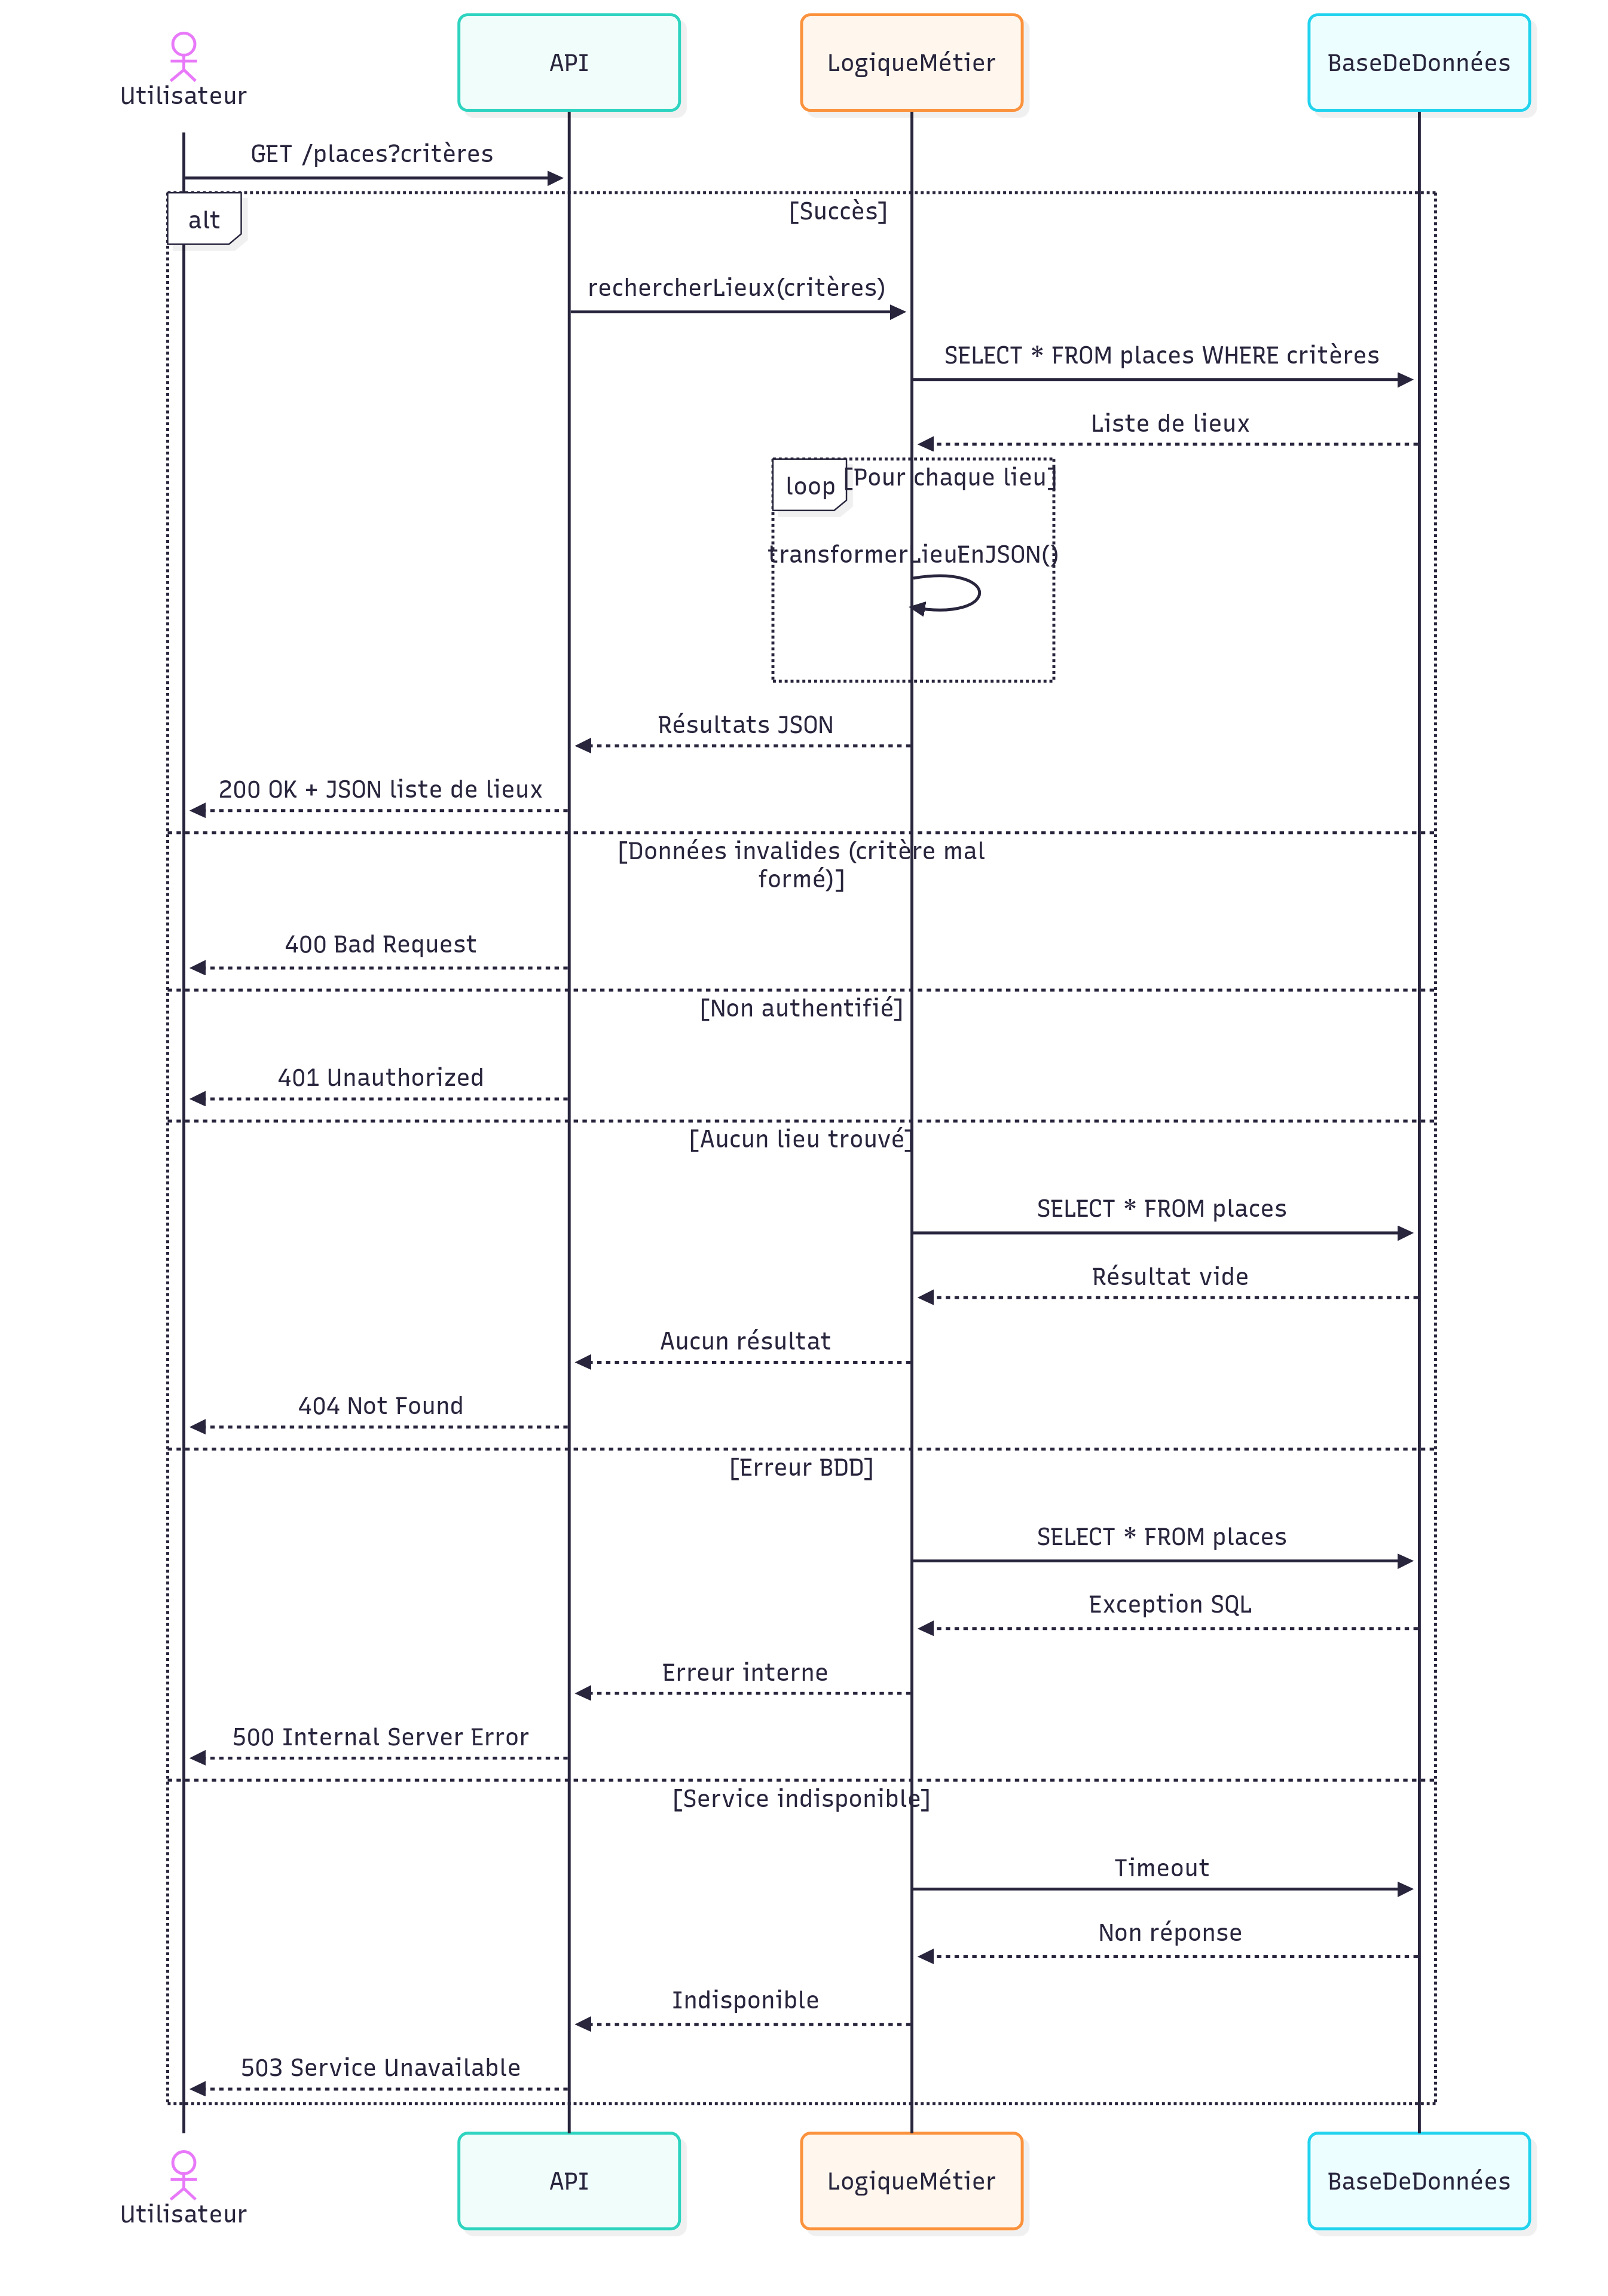 Utilisateur
API
LogiqueMétier
BaseDeDonnées
GET /places?critères
alt
[Succès]
rechercherLieux(critères)
SELECT * FROM places WHERE critères
Liste de lieux
loop
[Pour chaque lieu]
transformerLieuEnJSON()
Résultats JSON
200 OK + JSON liste de lieux
[Données invalides (critère mal
formé)]
400 Bad Request
[Non authentifié]
401 Unauthorized
[Aucun lieu trouvé]
SELECT * FROM places
Résultat vide
Aucun résultat
404 Not Found
[Erreur BDD]
SELECT * FROM places
Exception SQL
Erreur interne
500 Internal Server Error
[Service indisponible]
Timeout
Non réponse
Indisponible
503 Service Unavailable
Utilisateur
API
LogiqueMétier
BaseDeDonnées